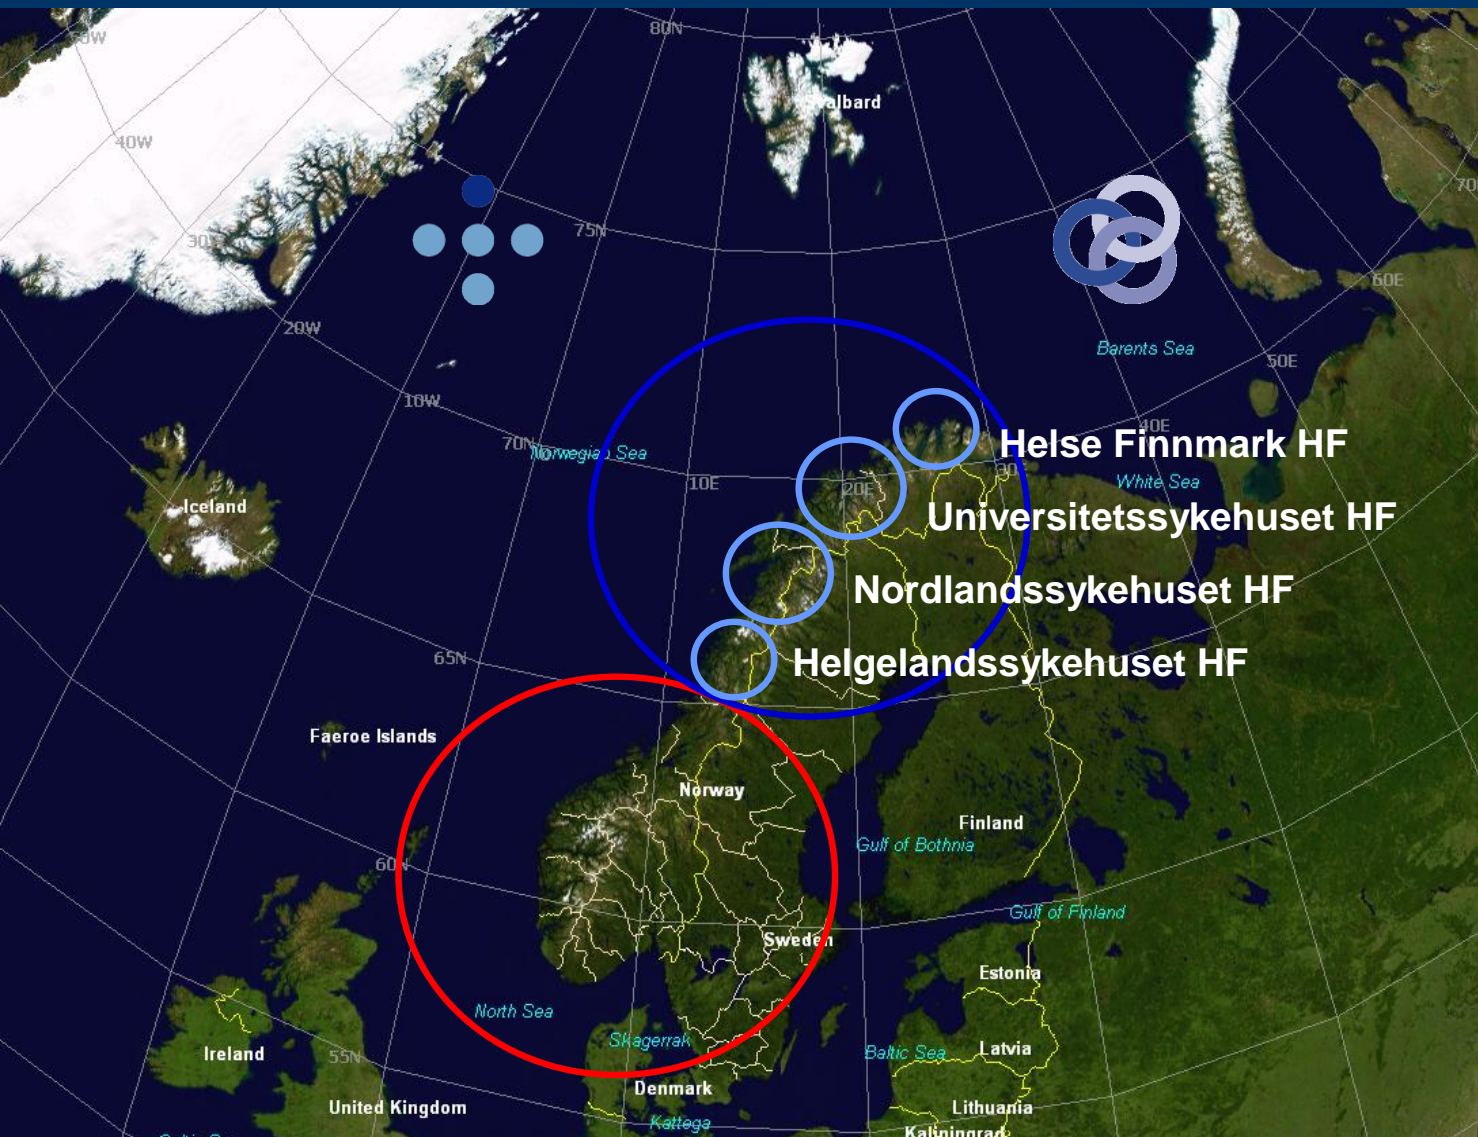 80N
Svalbard
40W
70
30W
75N
60E
20W
Barents Sea
50E
10W
40E
70N
Norwegian Sea
Helse Finnmark HF
30
10E
20E
White Sea
Iceland
Universitetssykehuset HF
Nordlandssykehuset HF
65N
Helgelandssykehuset HF
Faeroe Islands
Norway
Finland
Gulf of Bothnia
60N
Gulf of Finland
Sweden
Estonia
North Sea
Skagerrak
Baltic Sea
Latvia
Ireland
55N
Denmark
United Kingdom
Lithuania
Kattega
Kaliningrad